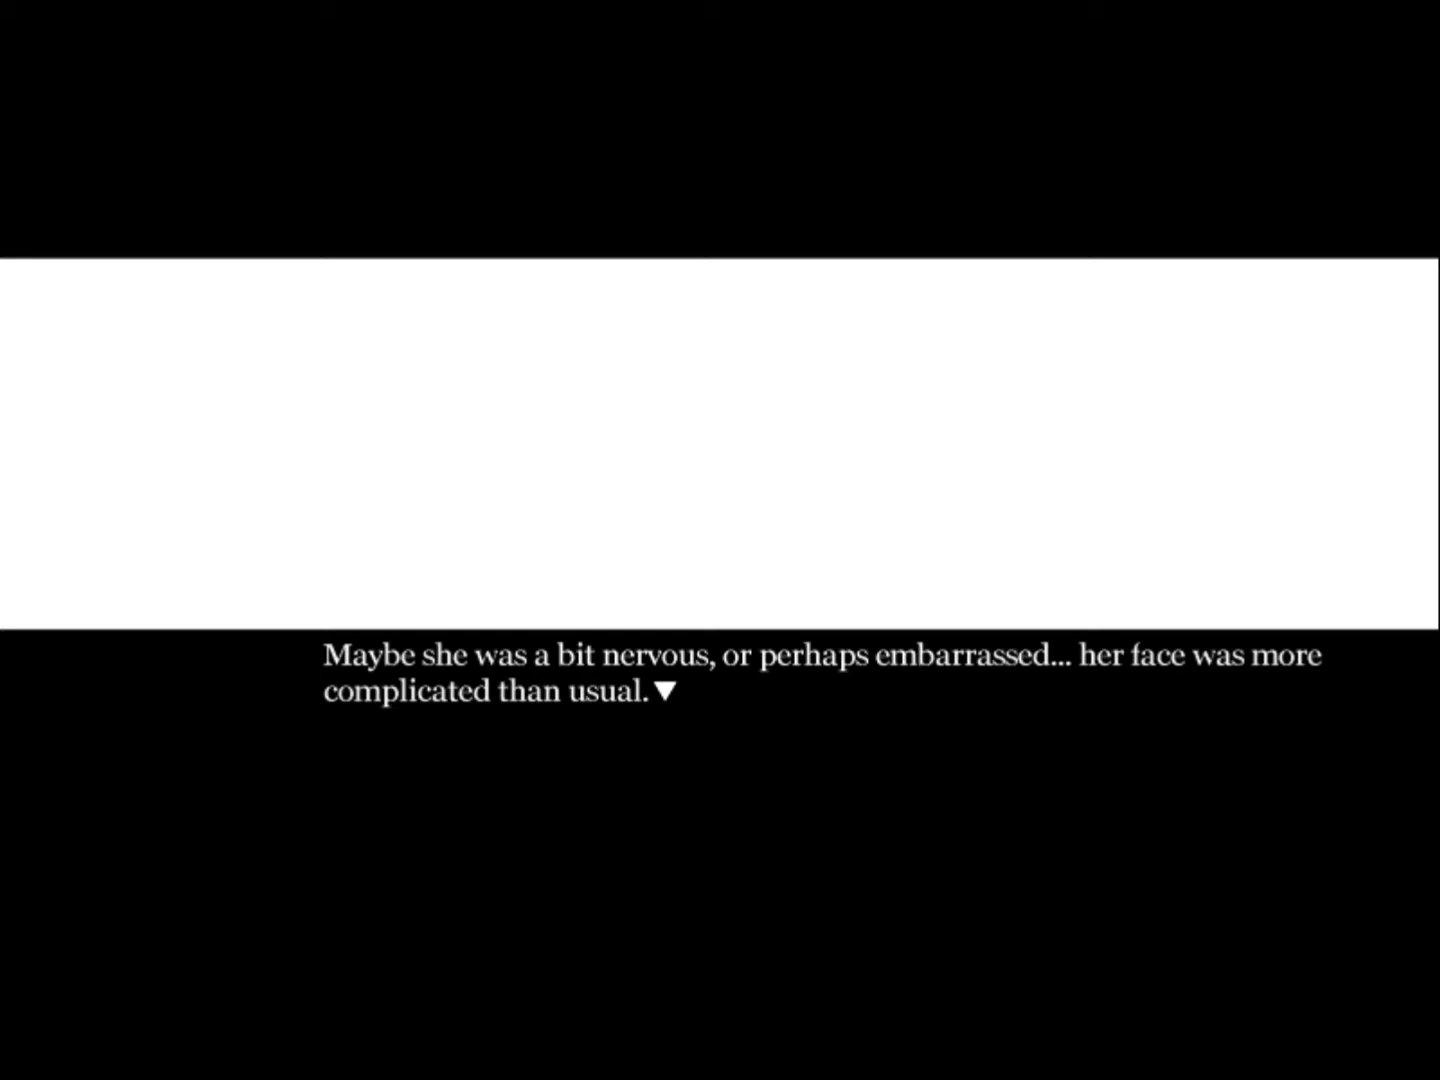 Maybe she was a bit nervous, or perhaps embarrassed... her face was more
complicated than usual.▼